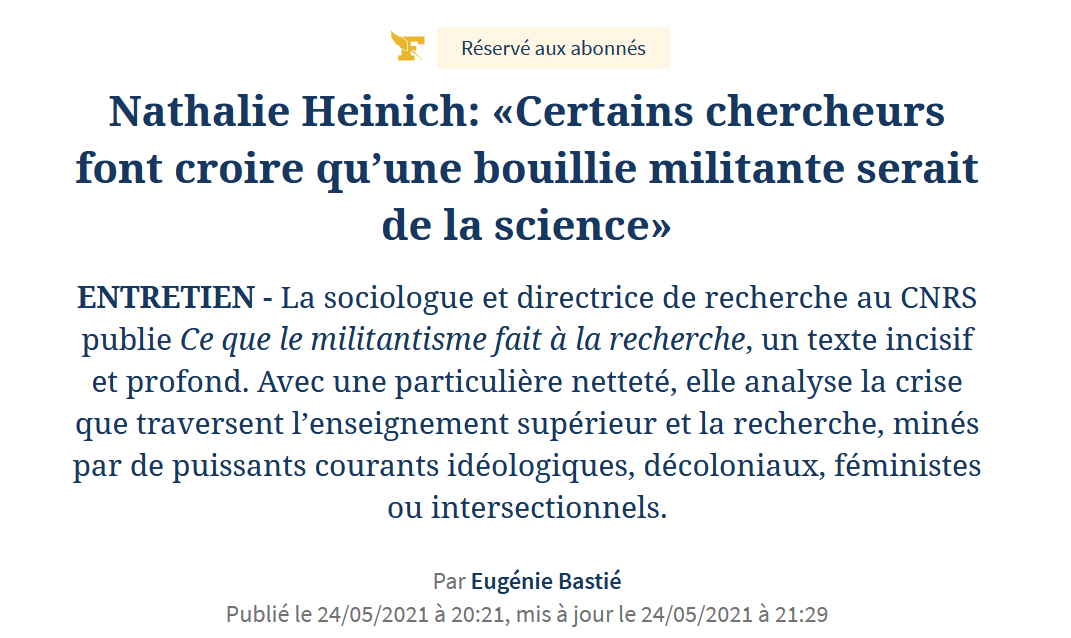 Réservé aux abonnés
Nathalie Heinich: «Certains chercheurs
font croire qu’une bouillie militante serait
de la science»
ENTRETIEN - La sociologue et directrice de recherche au CNRS
publie Ce que le militantisme fait à la recherche, un texte incisif
et profond. Avec une particulière netteté, elle analyse la crise
que traversent l’enseignement supérieur et la recherche, minés
par de puissants courants idéologiques, décoloniaux, féministes
ou intersectionnels.
Par Eugénie Bastié
Publié le 24/05/2021 à 20:21, mis à jour le 24/05/2021 à 21:29